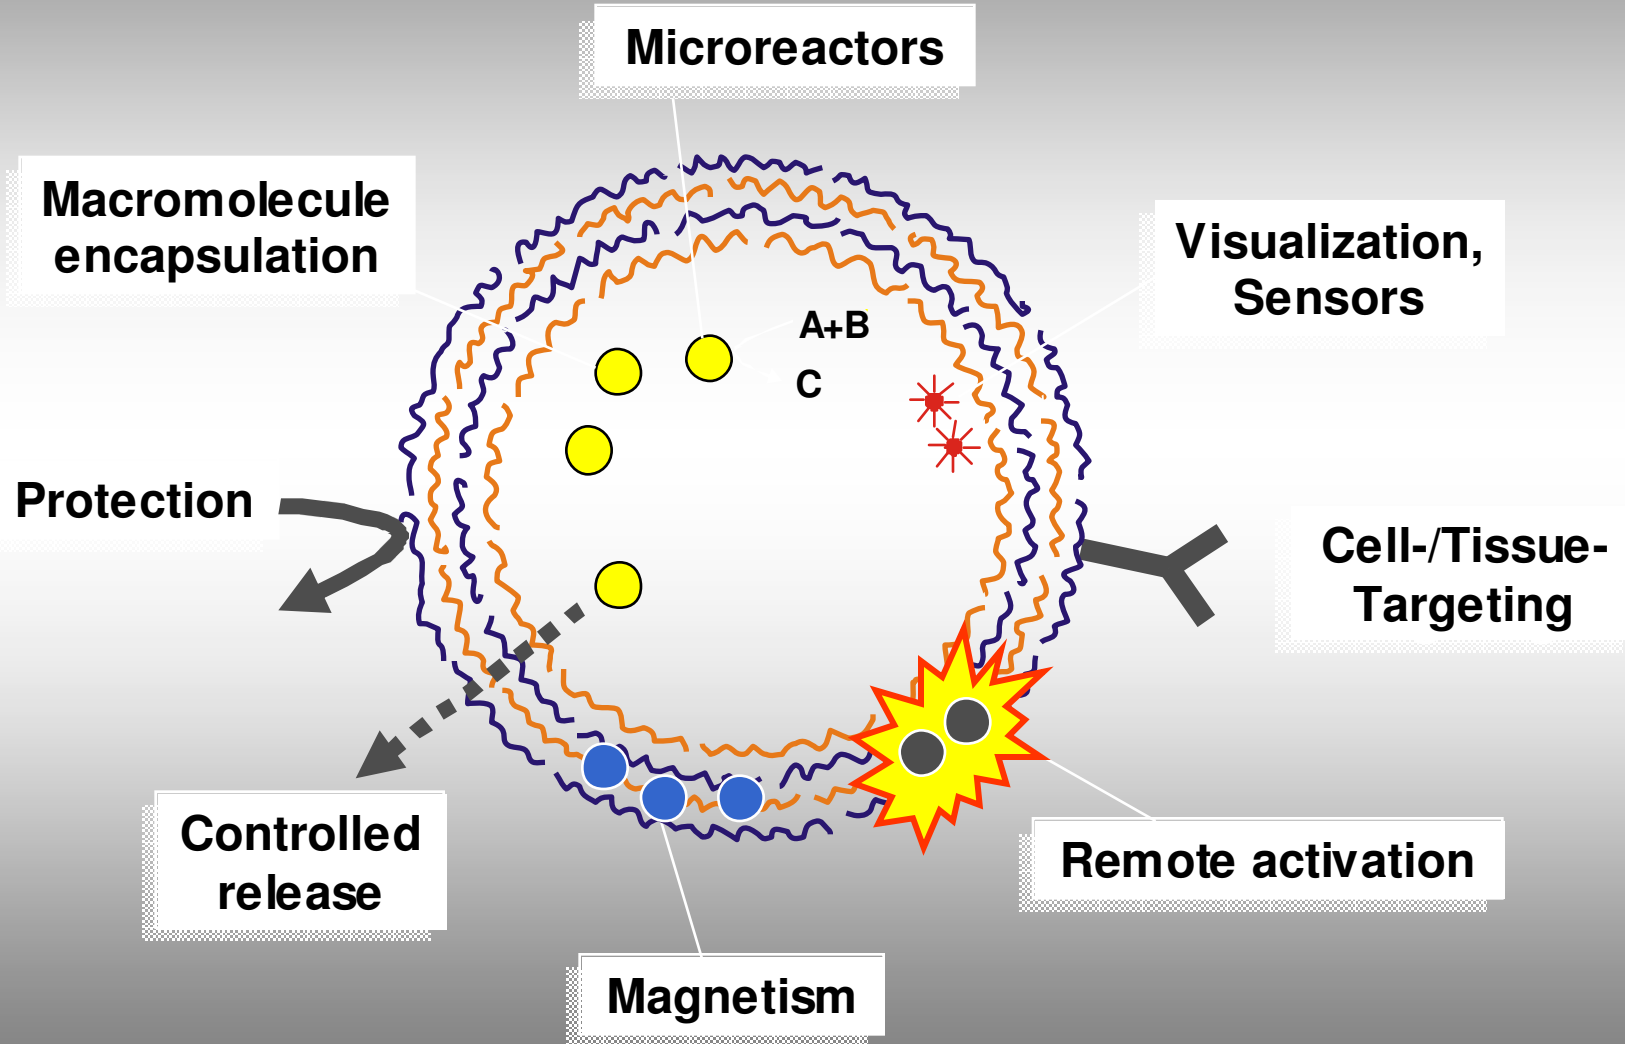 Microreactors
Macromolecule
encapsulation
Visualization,
Sensors
A+B
C
Protection
Cell-/Tissue-
Targeting
Controlled
release
Remote activation
Magnetism